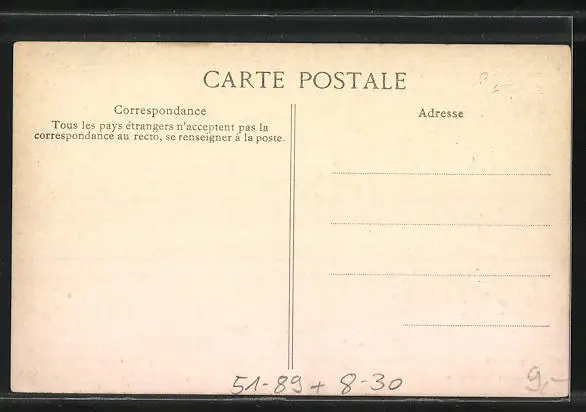 CARTE POSTALE
Correspondance
Tous les pays étrangers n'acceptent pas la
correspondance au recto, se renseigner à la poste.
Adresse
51-89 + 8-30
9,-